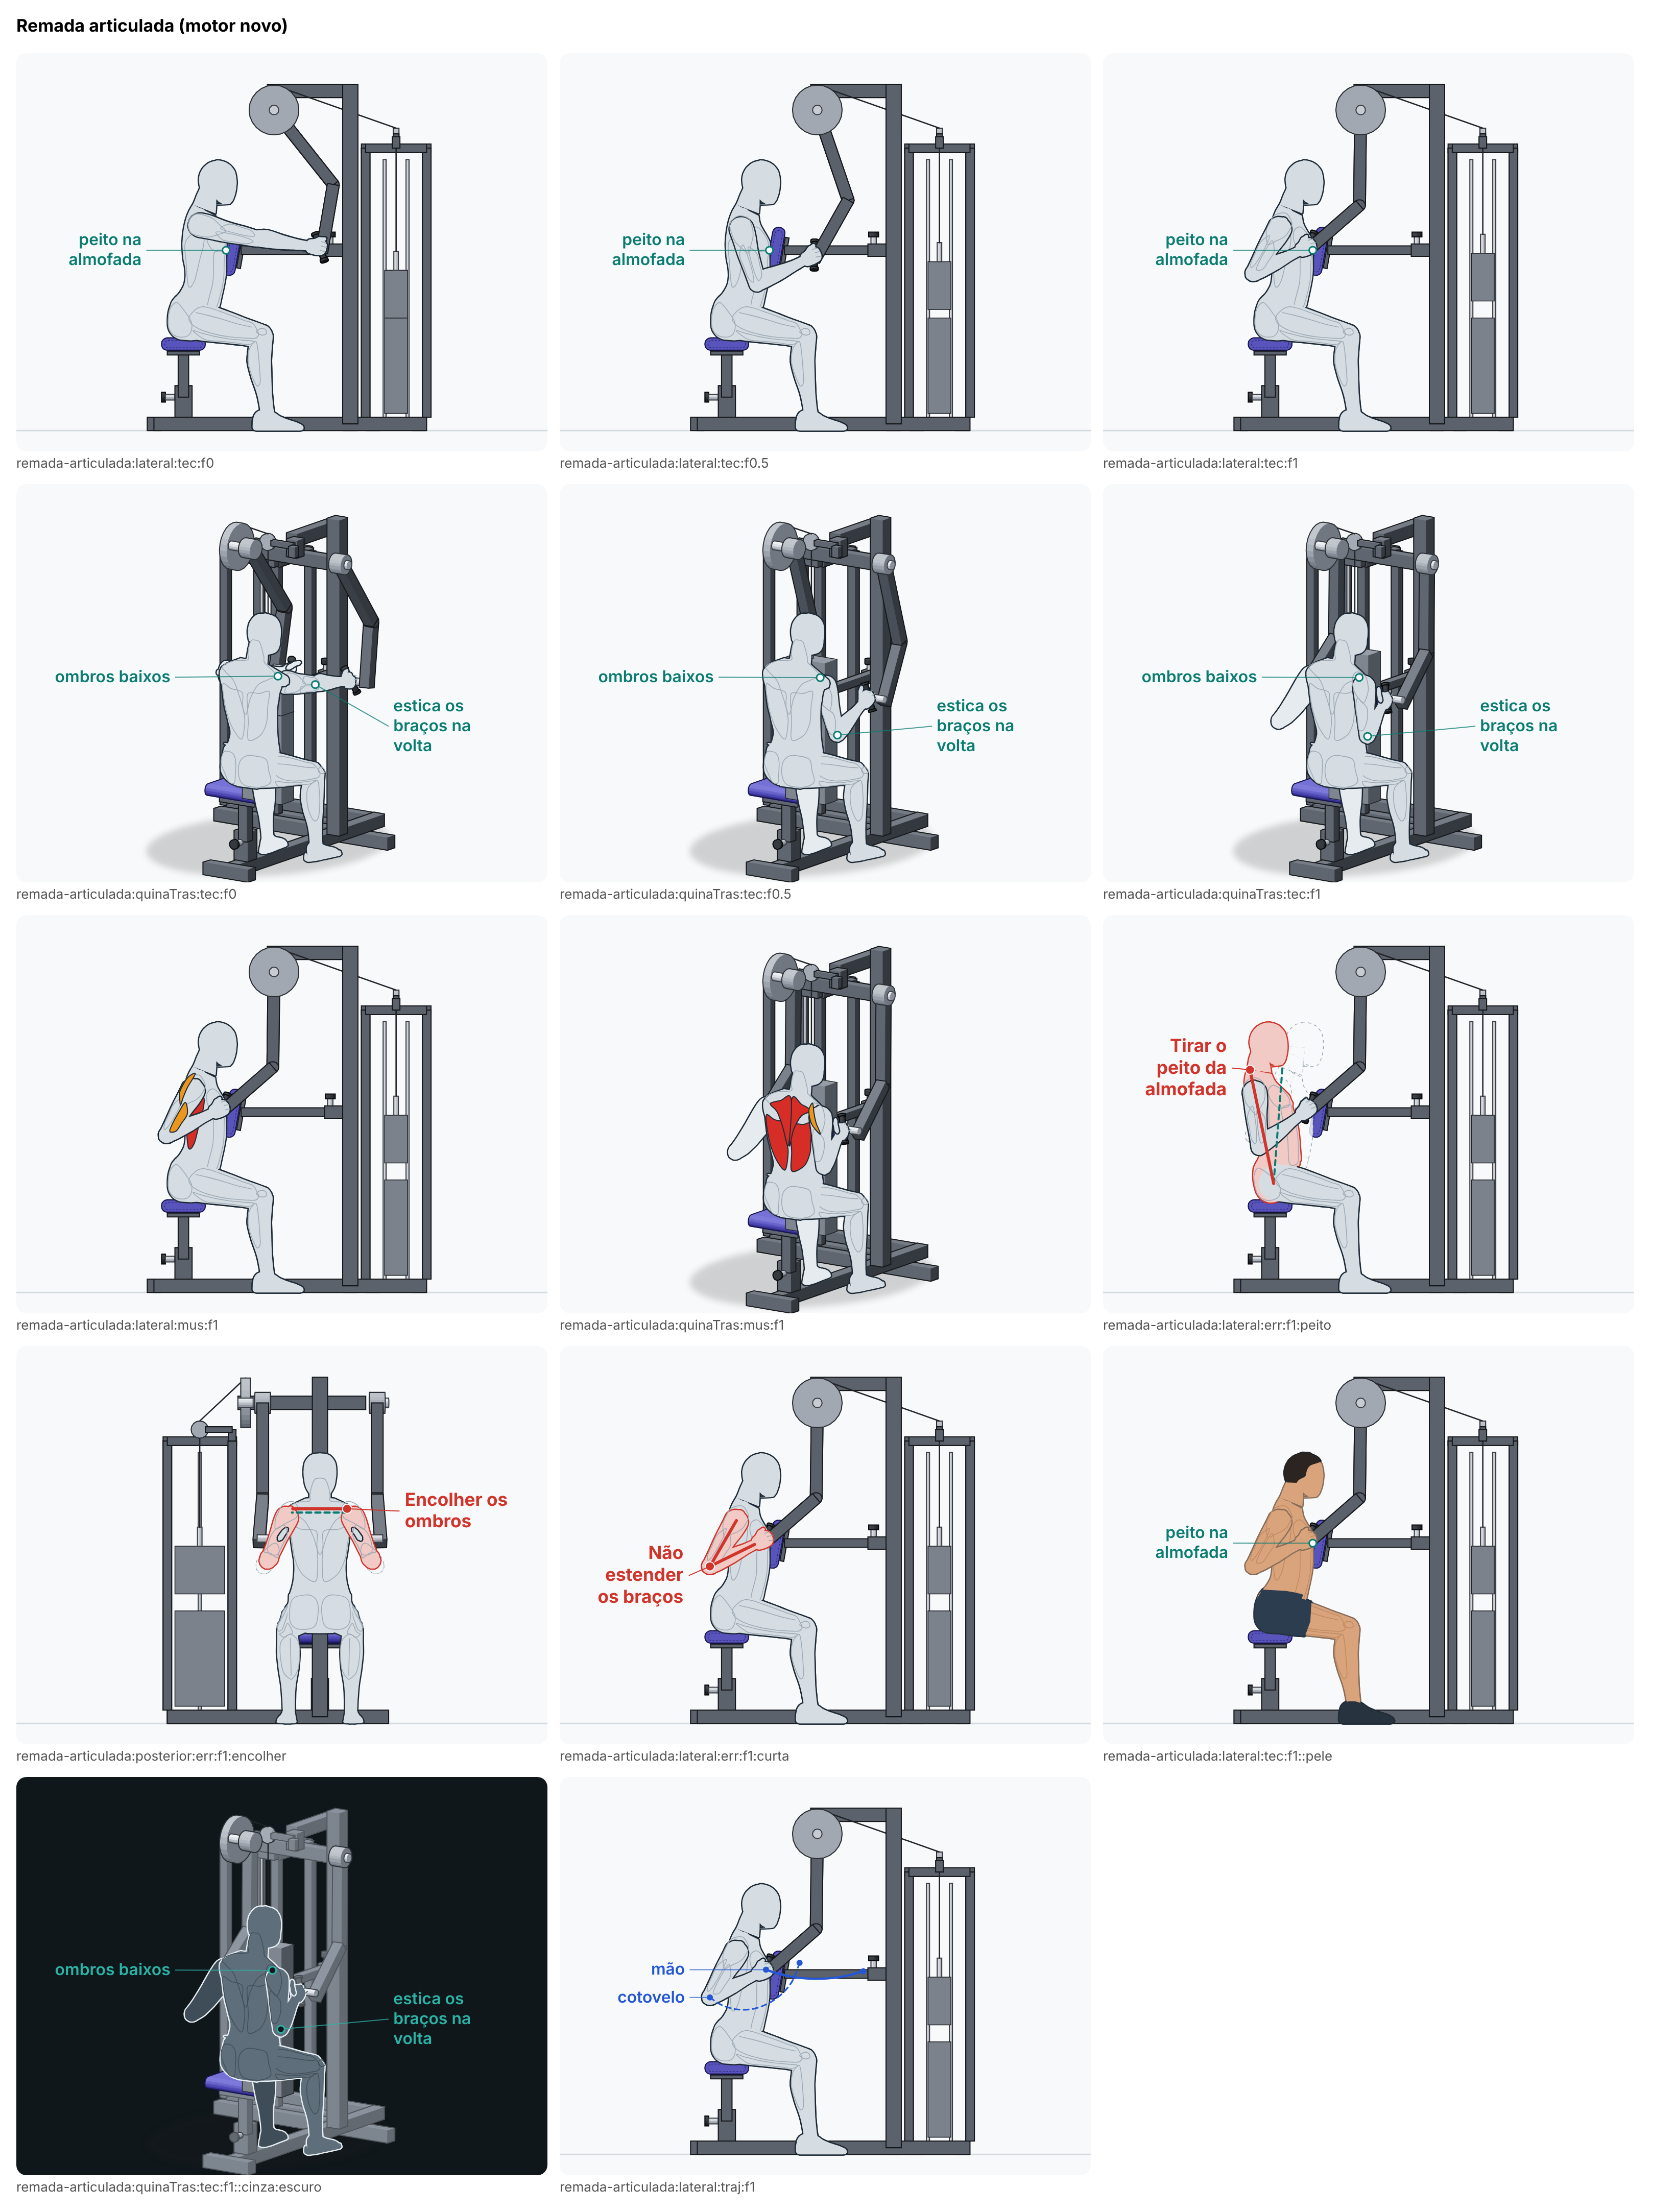 Remada articulada (motor novo)
peito na
almofada
peito na
almofada
peito na
almofada
remada-articulada:lateral:tec:f0
remada-articulada:lateral:tec:f0.5
remada-articulada:lateral:tec:f1
ombros baixos
estica os
braços na
volta
ombros baixos
estica os
braços na
volta
ombros baixos
estica os
braços na
volta
remada-articulada:quinaTras:tec:f0
remada-articulada:quinaTras:tec:f0.5
remada-articulada:quinaTras:tec:f1
Tirar o
peito da
almofada
remada-articulada:lateral:mus:f1
remada-articulada:quinaTras:mus:f1
remada-articulada:lateral:err:f1:peito
Encolher os
ombros
Não
estender
os braços
peito na
almofada
remada-articulada:posterior:err:f1:encolher
remada-articulada:lateral:err:f1:curta
remada-articulada:lateral:tec:f1::pele
ombros baixos
estica os
braços na
volta
mão
cotovelo
remada-articulada:quinaTras:tec:f1::cinza:escuro
remada-articulada:lateral:traj:f1